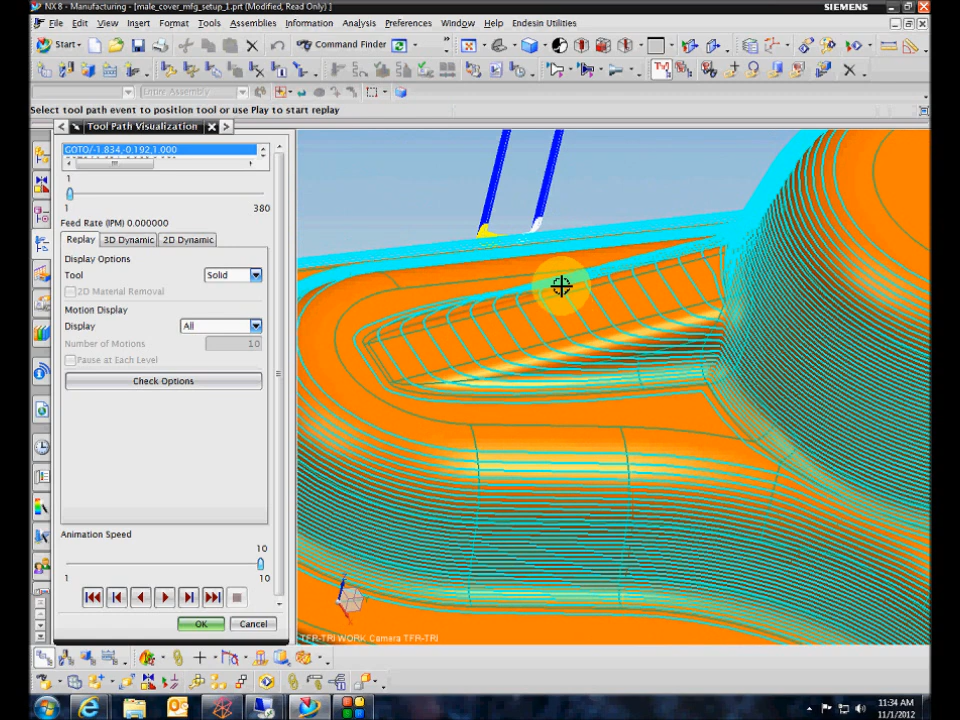 NX 8 - Manufacturing - [male_cover_mfg_setup_1.prt (Modified, Read Only) ]
SIEMENS
File Edit View Insert Format Tools Assemblies Information Analysis Preferences Window Help Endesin Utilities
Start Command Finder
Entire Assembly
Select tool path event to position tool or use Play to start replay
Tool Path Visualization
GOTO/-1.834,-0.192,1.000
1
1 380
Feed Rate (IPM) 0.000000
Replay 3D Dynamic 2D Dynamic
Display Options
Tool Solid
2D Material Removal
Motion Display
Display All
Number of Motions 10
Pause at Each Level
Check Options
Animation Speed
10
1 10
OK Cancel
TFR-TRI WORK Camera TFR-TRI
11:34 AM
11/1/2012